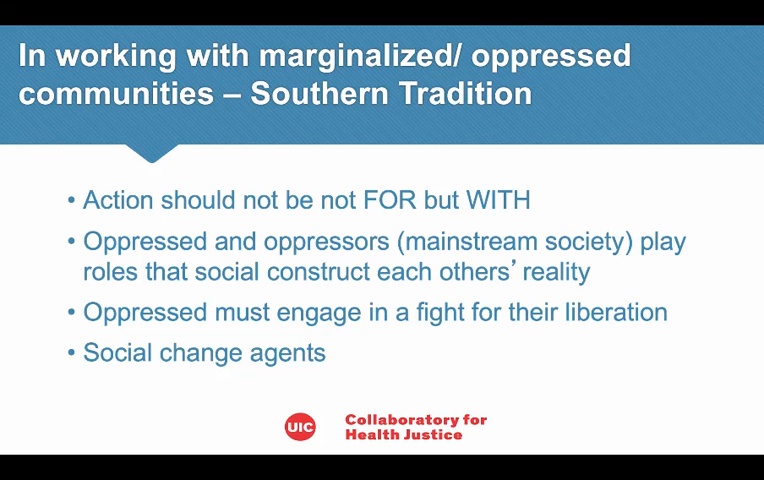 In working with marginalized/ oppressed
communities – Southern Tradition
• Action should not be not FOR but WITH
• Oppressed and oppressors (mainstream society) play
roles that social construct each others’ reality
• Oppressed must engage in a fight for their liberation
• Social change agents
UIC
Collaboratory for
Health Justice